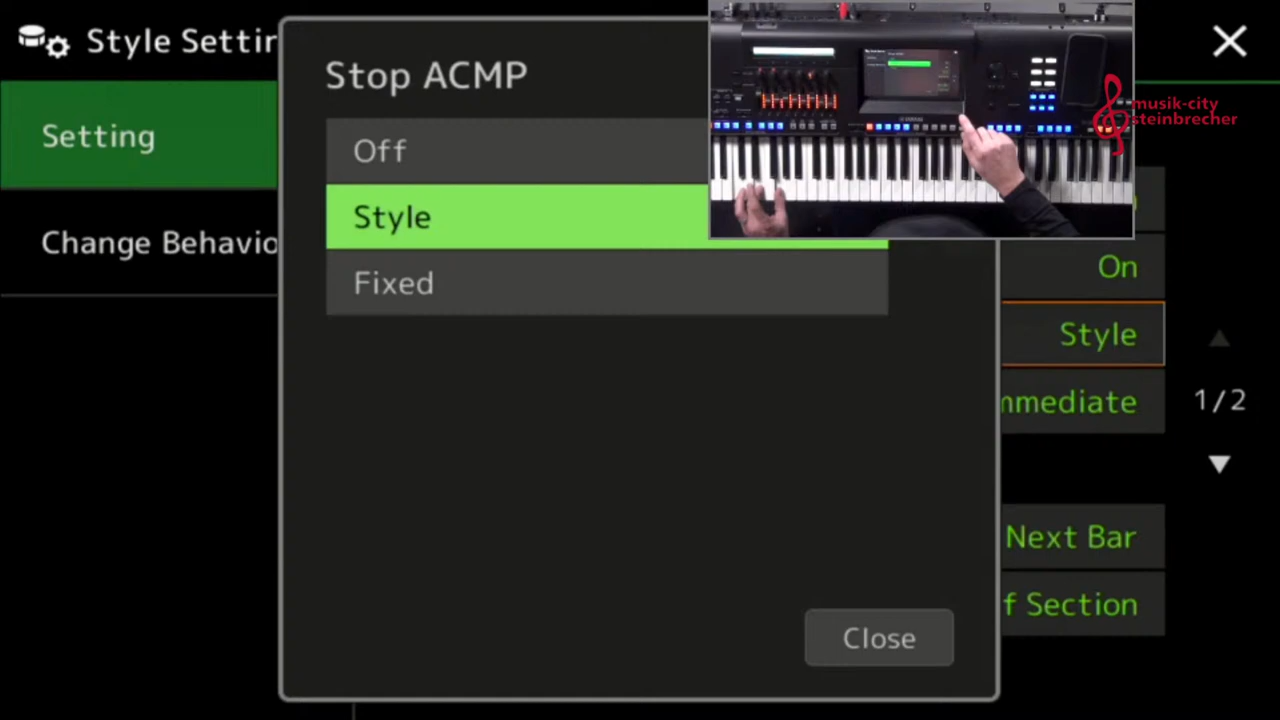 Style Settin
Stop ACMP
Setting
Off
Style
Change Behavio
Fixed
On
Style
mmediate
1/2
Next Bar
f Section
Close
musik-city
steinbrecher